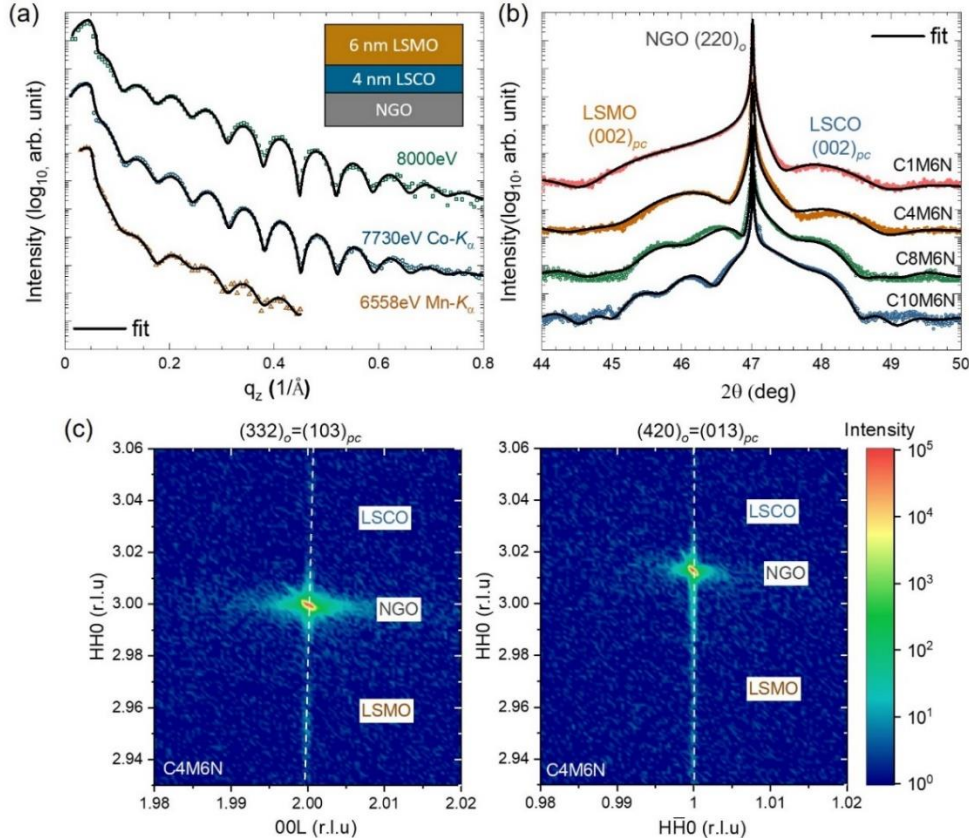 (a)
6 nm LSMO
4 nm LSCO
NGO
8000eV
7730eV Co-Kα
6558eV Mn-Kα
fit
Intensity (log10, arb. unit)
0.0 0.2 0.4 0.6 0.8
qz (1/Å)
(b)
NGO (220)o
fit
LSMO
(002)pc
LSCO
(002)pc
C1M6N
C4M6N
C8M6N
C10M6N
Intensity(log10, arb. unit)
44 45 46 47 48 49 50
2θ (deg)
(c)
(332)o=(103)pc
3.06
3.04
3.02
3.00
2.98
2.96
2.94
HH0 (r.l.u)
LSCO
NGO
LSMO
C4M6N
1.98 1.99 2.00 2.01 2.02
00L (r.l.u)
(420)o=(013)pc
3.06
3.04
3.02
3.00
2.98
2.96
2.94
HH0 (r.l.u)
LSCO
NGO
LSMO
C4M6N
0.98 0.99 1 1.01 1.02
HH̅0 (r.l.u)
Intensity
10^5
10^4
10^3
10^2
10^1
10^0